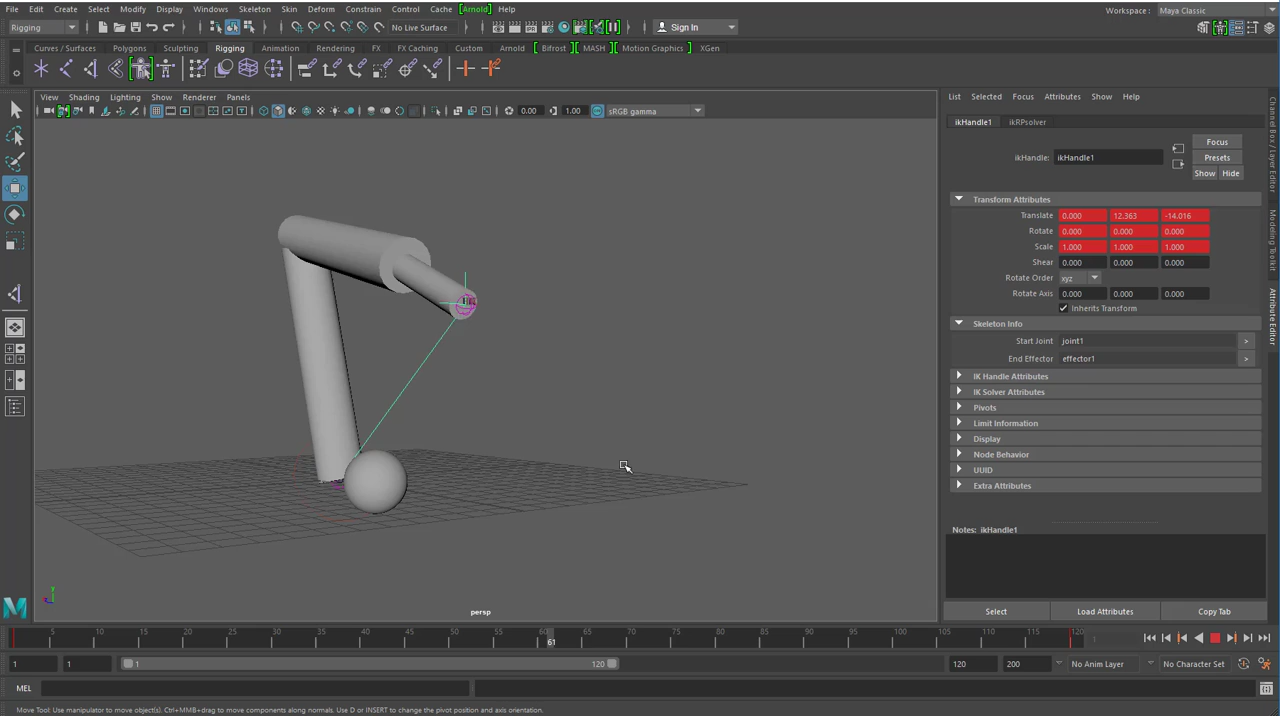 File Edit Create Select Modify Display Windows Skeleton Skin Deform Constrain Control Cache [Arnold] Help Workspace: Maya Classic
Rigging No Live Surface Sign In
Curves / Surfaces Polygons Sculpting Rigging Animation Rendering FX FX Caching Custom Arnold Bifrost MASH Motion Graphics XGen
View Shading Lighting Show Renderer Panels
0.00 1.00 sRGB gamma
List Selected Focus Attributes Show Help
ikHandle1 ikRPsolver
Focus
ikHandle: ikHandle1 Presets
Show Hide
Transform Attributes
Translate 0.000 12.363 -14.016
Rotate 0.000 0.000 0.000
Scale 1.000 1.000 1.000
Shear 0.000 0.000 0.000
Rotate Order xyz
Rotate Axis 0.000 0.000 0.000
Inherits Transform
Skeleton Info
Start Joint joint1 >
End Effector effector1 >
IK Handle Attributes
IK Solver Attributes
Pivots
Limit Information
Display
Node Behavior
UUID
Extra Attributes
Notes: ikHandle1
Select Load Attributes Copy Tab
Channel Box / Layer Editor
Modeling Toolkit
Attribute Editor
y
persp
5 10 15 20 25 30 35 40 45 50 55 60 65 70 75 80 85 90 95 100 105 110 115 120
61
1 1 1 120 120 200 No Anim Layer No Character Set
MEL
Move Tool: Use manipulator to move object(s). Ctrl+MMB+drag to move components along normals. Use D or INSERT to change the pivot position and axis orientation.